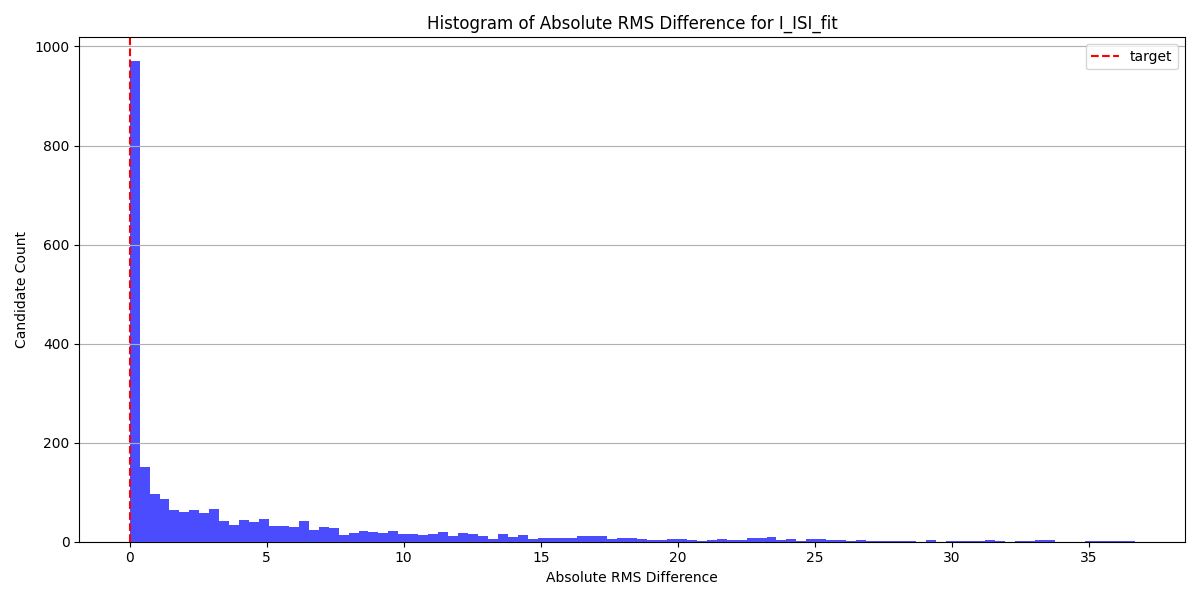 Histogram of Absolute RMS Difference for I_ISI_fit
target
Candidate Count
1000
800
600
400
200
0
0 5 10 15 20 25 30 35
Absolute RMS Difference